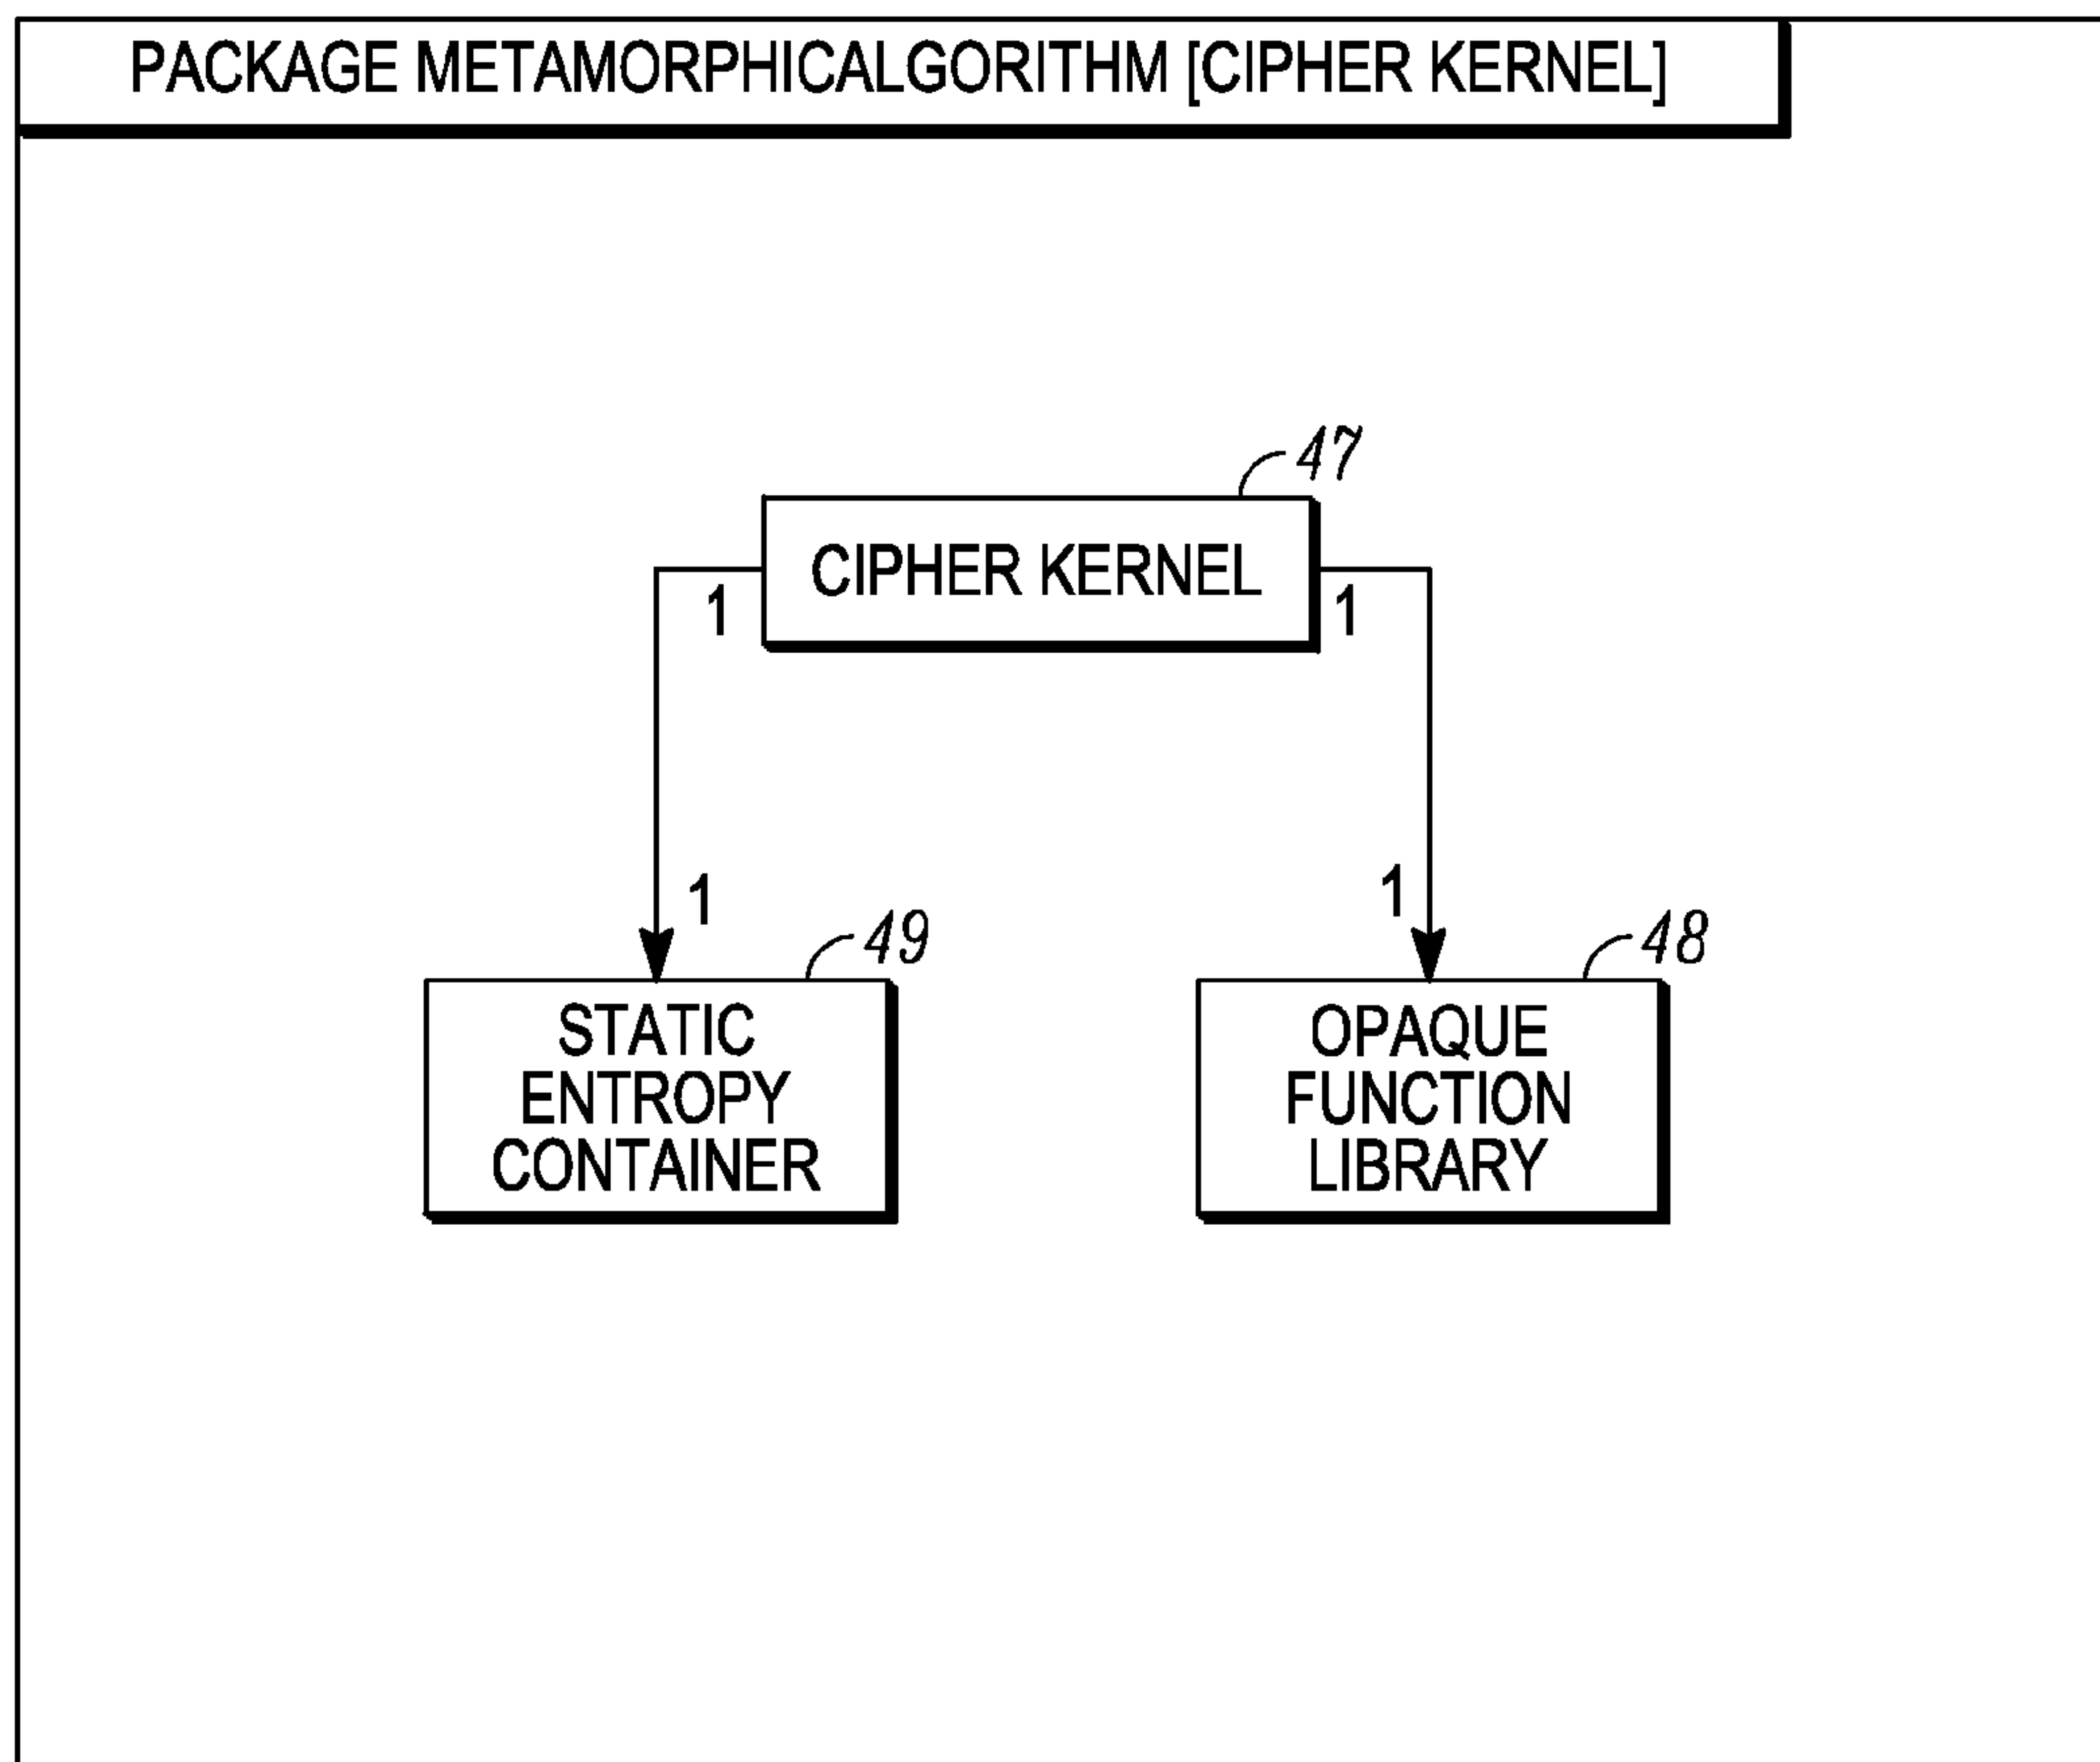 PACKAGE METAMORPHICALGORITHM [CIPHER KERNEL]
47
CIPHER KERNEL
1
1
1
1
49
48
STATIC
ENTROPY
CONTAINER
OPAQUE
FUNCTION
LIBRARY